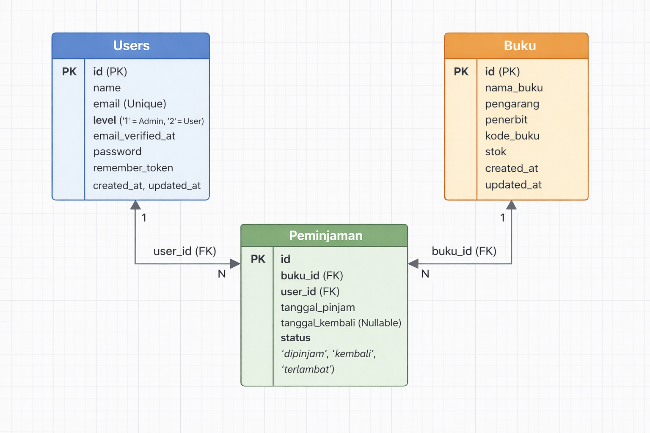 Users
PK id (PK)
name
email (Unique)
level ('1' = Admin, '2' = User)
email_verified_at
password
remember_token
created_at, updated_at
Buku
PK id (PK)
nama_buku
pengarang
penerbit
kode_buku
stok
created_at
updated_at
1
user_id (FK)
N
1
buku_id (FK)
N
Peminjaman
PK id
buku_id (FK)
user_id (FK)
tanggal_pinjam
tanggal_kembali (Nullable)
status
'dipinjam', 'kembali',
'terlambat')